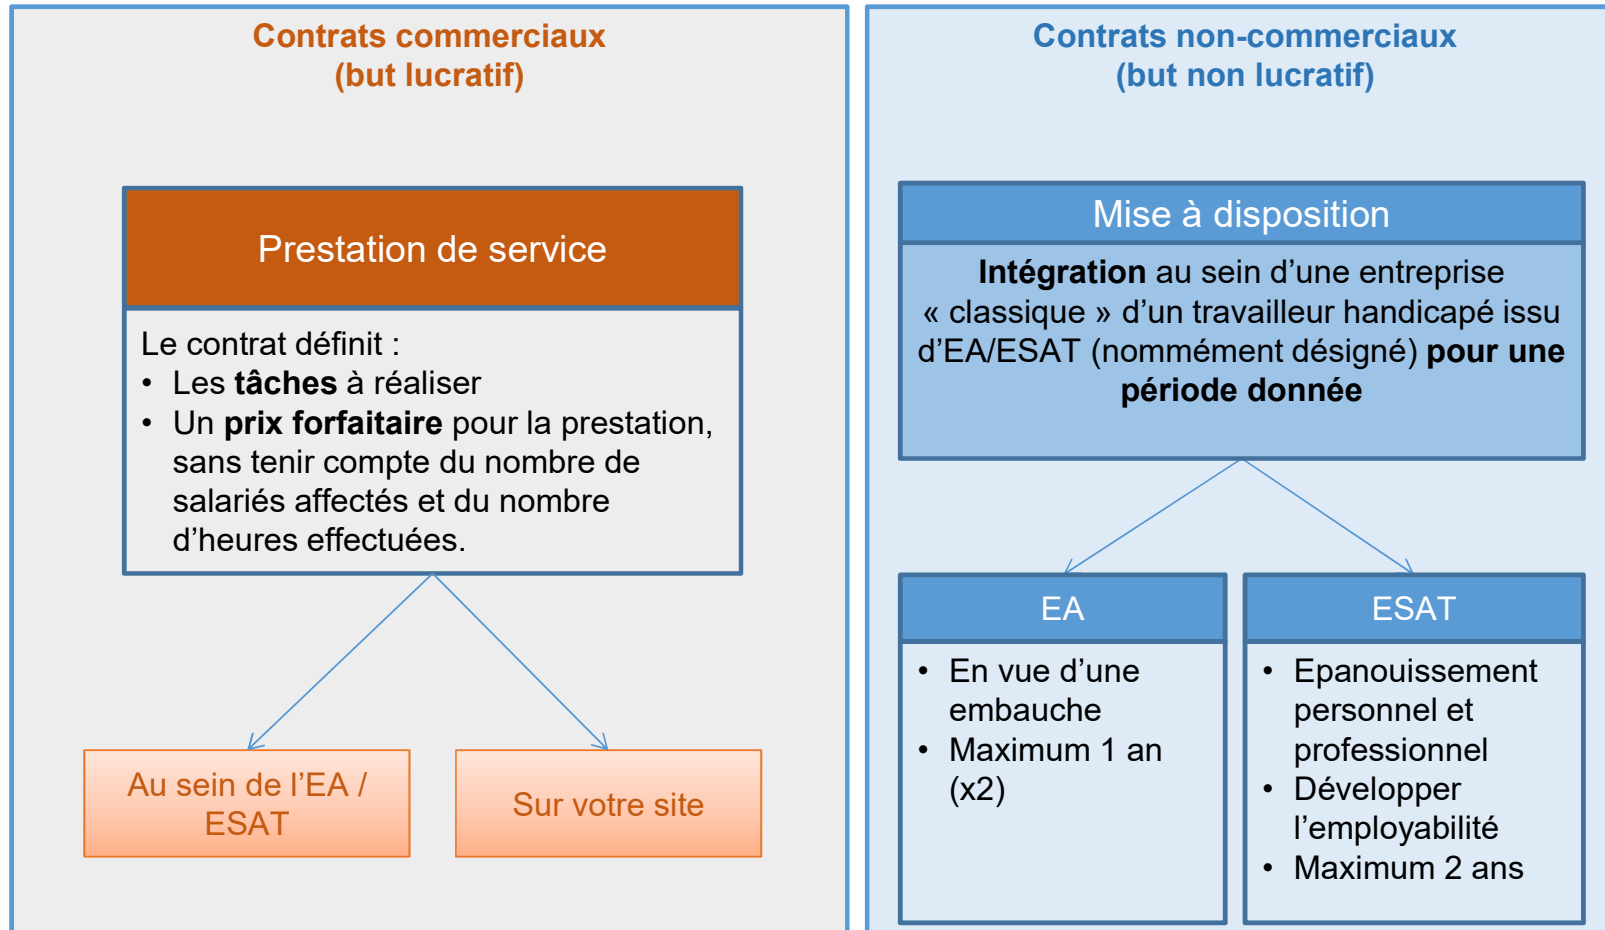 Contrats commerciaux
(but lucratif)
Prestation de service
Le contrat définit :
• Les tâches à réaliser
• Un prix forfaitaire pour la prestation,
sans tenir compte du nombre de
salariés affectés et du nombre
d’heures effectuées.
Au sein de l’EA /
ESAT
Sur votre site
Contrats non-commerciaux
(but non lucratif)
Mise à disposition
Intégration au sein d’une entreprise
« classique » d’un travailleur handicapé issu
d’EA/ESAT (nommément désigné) pour une
période donnée
EA
• En vue d’une
embauche
• Maximum 1 an
(x2)
ESAT
• Epanouissement
personnel et
professionnel
• Développer
l’employabilité
• Maximum 2 ans